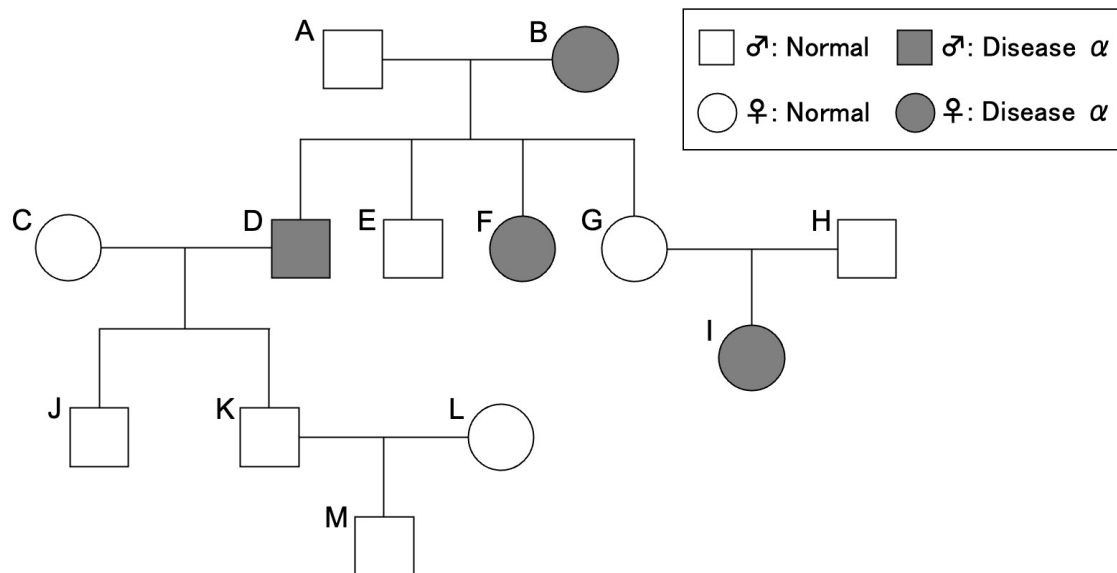 A
B
♂: Normal
♂: Disease α
♀: Normal
♀: Disease α
C
D
E
F
G
H
I
J
K
L
M